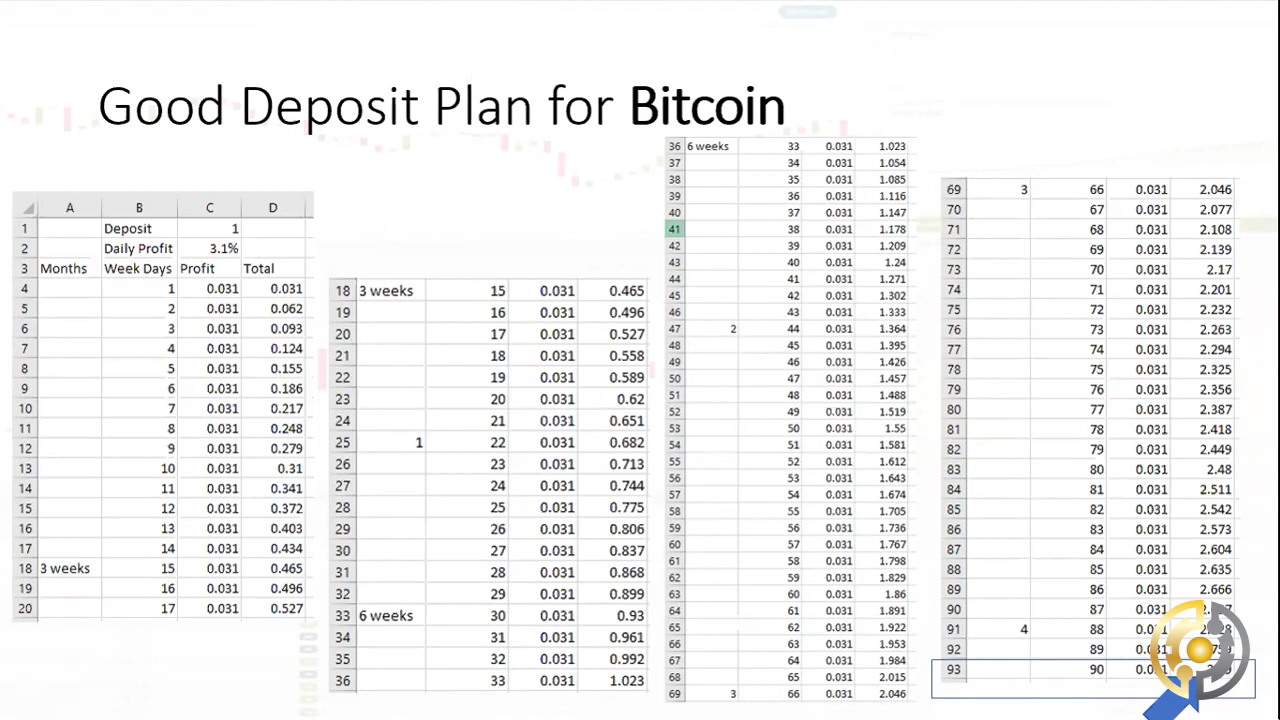 Good Deposit Plan for Bitcoin
A B C D
1 Deposit 1
2 Daily Profit 3.1%
3 Months Week Days Profit Total
4 1 0.031 0.031
5 2 0.031 0.062
6 3 0.031 0.093
7 4 0.031 0.124
8 5 0.031 0.155
9 6 0.031 0.186
10 7 0.031 0.217
11 8 0.031 0.248
12 9 0.031 0.279
13 10 0.031 0.31
14 11 0.031 0.341
15 12 0.031 0.372
16 13 0.031 0.403
17 14 0.031 0.434
18 3 weeks 15 0.031 0.465
19 16 0.031 0.496
20 17 0.031 0.527
18 3 weeks 15 0.031 0.465
19 16 0.031 0.496
20 17 0.031 0.527
21 18 0.031 0.558
22 19 0.031 0.589
23 20 0.031 0.62
24 21 0.031 0.651
25 1 22 0.031 0.682
26 23 0.031 0.713
27 24 0.031 0.744
28 25 0.031 0.775
29 26 0.031 0.806
30 27 0.031 0.837
31 28 0.031 0.868
32 29 0.031 0.899
33 6 weeks 30 0.031 0.93
34 31 0.031 0.961
35 32 0.031 0.992
36 33 0.031 1.023
36 6 weeks 33 0.031 1.023
37 34 0.031 1.054
38 35 0.031 1.085
39 36 0.031 1.116
40 37 0.031 1.147
41 38 0.031 1.178
42 39 0.031 1.209
43 40 0.031 1.24
44 41 0.031 1.271
45 42 0.031 1.302
46 43 0.031 1.333
47 2 44 0.031 1.364
48 45 0.031 1.395
49 46 0.031 1.426
50 47 0.031 1.457
51 48 0.031 1.488
52 49 0.031 1.519
53 50 0.031 1.55
54 51 0.031 1.581
55 52 0.031 1.612
56 53 0.031 1.643
57 54 0.031 1.674
58 55 0.031 1.705
59 56 0.031 1.736
60 57 0.031 1.767
61 58 0.031 1.798
62 59 0.031 1.829
63 60 0.031 1.86
64 61 0.031 1.891
65 62 0.031 1.922
66 63 0.031 1.953
67 64 0.031 1.984
68 65 0.031 2.015
69 3 66 0.031 2.046
69 3 66 0.031 2.046
70 67 0.031 2.077
71 68 0.031 2.108
72 69 0.031 2.139
73 70 0.031 2.17
74 71 0.031 2.201
75 72 0.031 2.232
76 73 0.031 2.263
77 74 0.031 2.294
78 75 0.031 2.325
79 76 0.031 2.356
80 77 0.031 2.387
81 78 0.031 2.418
82 79 0.031 2.449
83 80 0.031 2.48
84 81 0.031 2.511
85 82 0.031 2.542
86 83 0.031 2.573
87 84 0.031 2.604
88 85 0.031 2.635
89 86 0.031 2.666
90 87 0.031
91 4 88
92 89
93 90